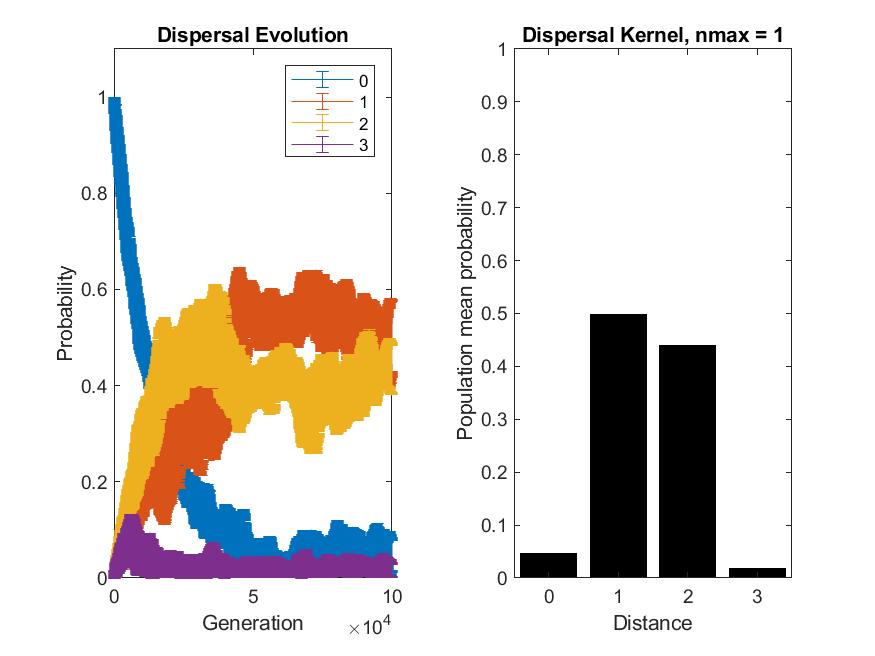 Dispersal Evolution
0
1
2
3
1
0.8
0.6
0.4
0.2
0
Probability
0 5 10
Generation
×10^4
Dispersal Kernel, nmax = 1
1
0.9
0.8
0.7
0.6
0.5
0.4
0.3
0.2
0.1
0
Population mean probability
0 1 2 3
Distance